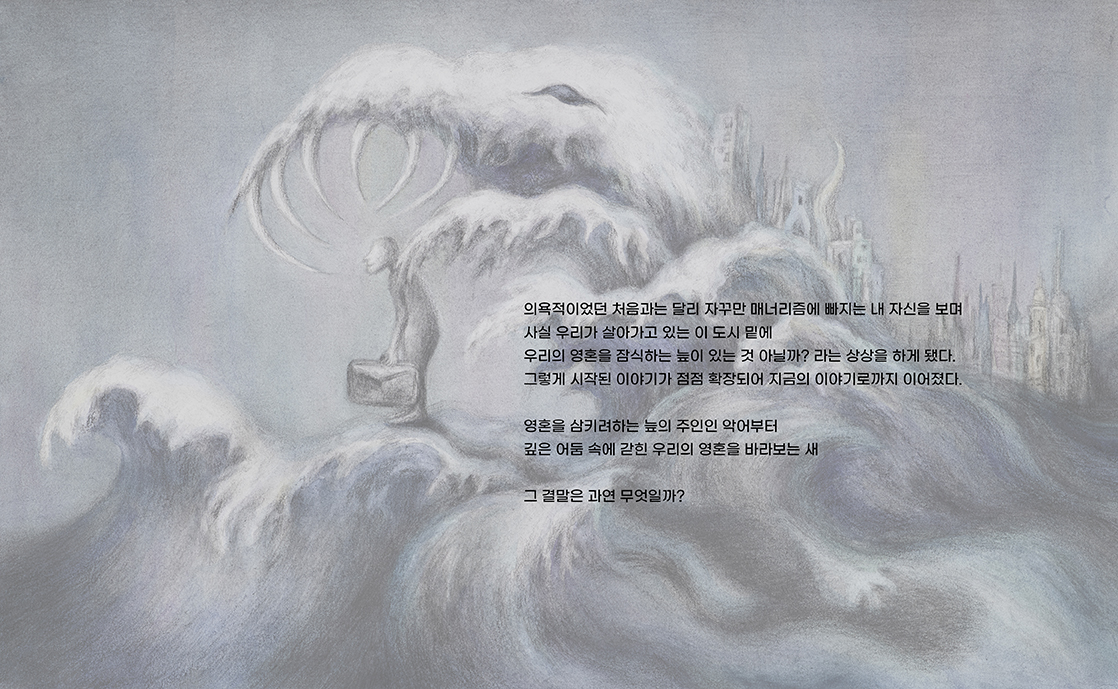 의욕적이었던 처음과는 달리 자꾸만 매너리즘에 빠지는 내 자신을 보며
사실 우리가 살아가고 있는 이 도시 밑에
우리의 영혼을 잠식하는 늪이 있는 것 아닐까? 라는 상상을 하게 됐다.
그렇게 시작된 이야기가 점점 확장되어 지금의 이야기로까지 이어졌다.
영혼을 삼키려하는 늪의 주인인 악어부터
깊은 어둠 속에 갇힌 우리의 영혼을 바라보는 새
그 결말은 과연 무엇일까?